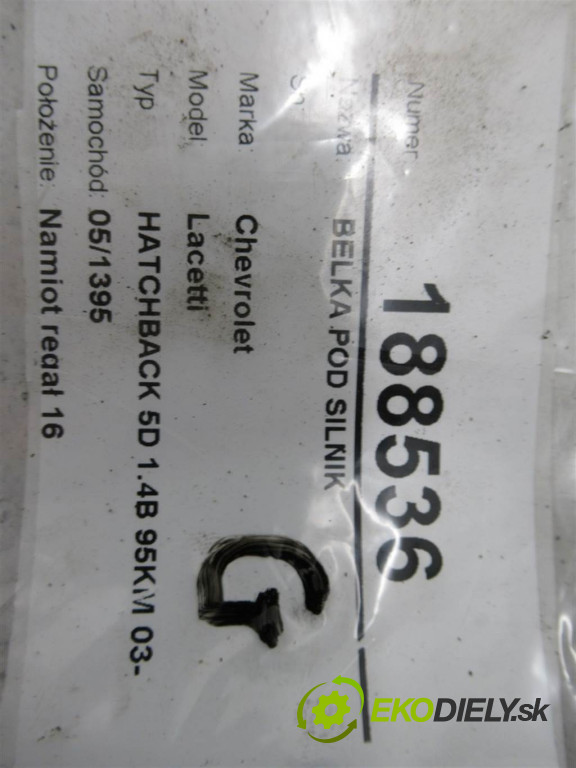 Numer: 188536
Nazwa: BELKA POD SILNIK
Marka: Chevrolet
Model: Lacetti
Typ HATCHBACK 5D 1.4B 95KM 03-
Samochód: 05/1395
Położenie: Namiot regał 16
G
EKODIELY.sk